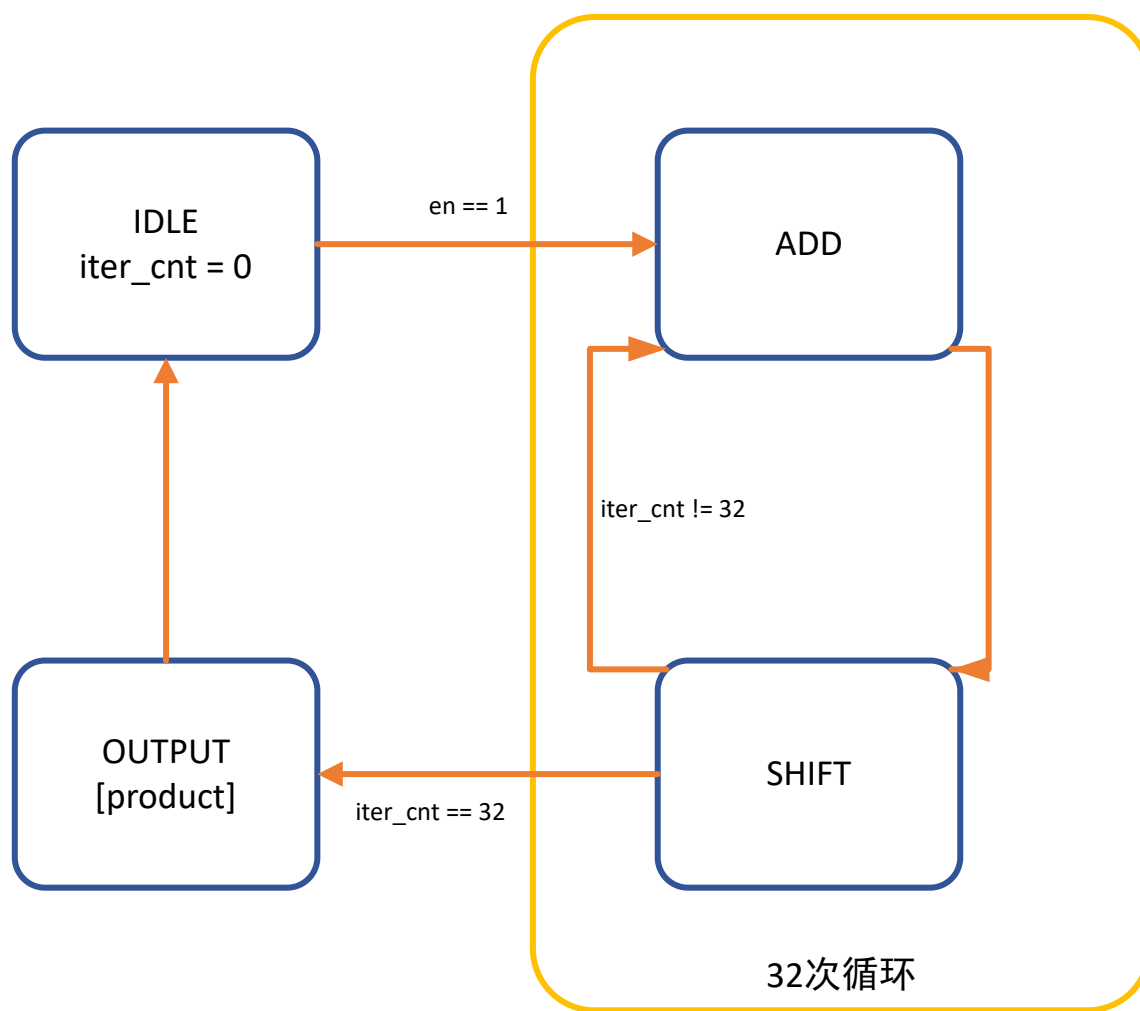 IDLE
iter_cnt = 0
en == 1
ADD
iter_cnt != 32
OUTPUT
[product]
iter_cnt == 32
SHIFT
32次循环